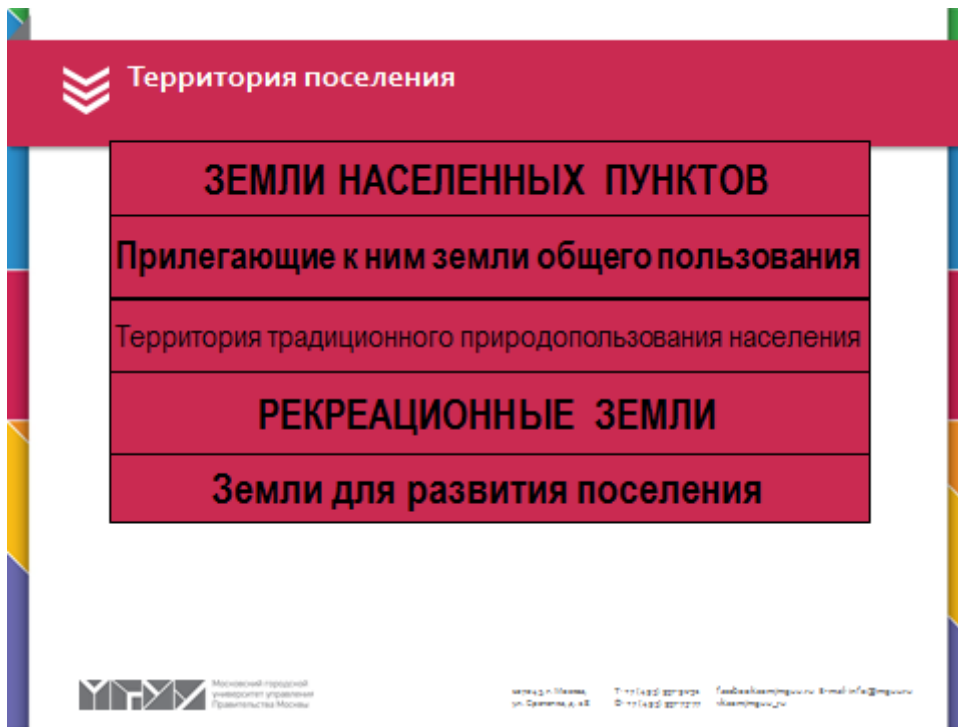 Территория поселения
ЗЕМЛИ НАСЕЛЕННЫХ ПУНКТОВ
Прилегающие к ним земли общего пользования
Территория традиционного природопользования населения
РЕКРЕАЦИОННЫЕ ЗЕМЛИ
Земли для развития поселения
МГУУ
Московский городской
университет управления
Правительства Москвы